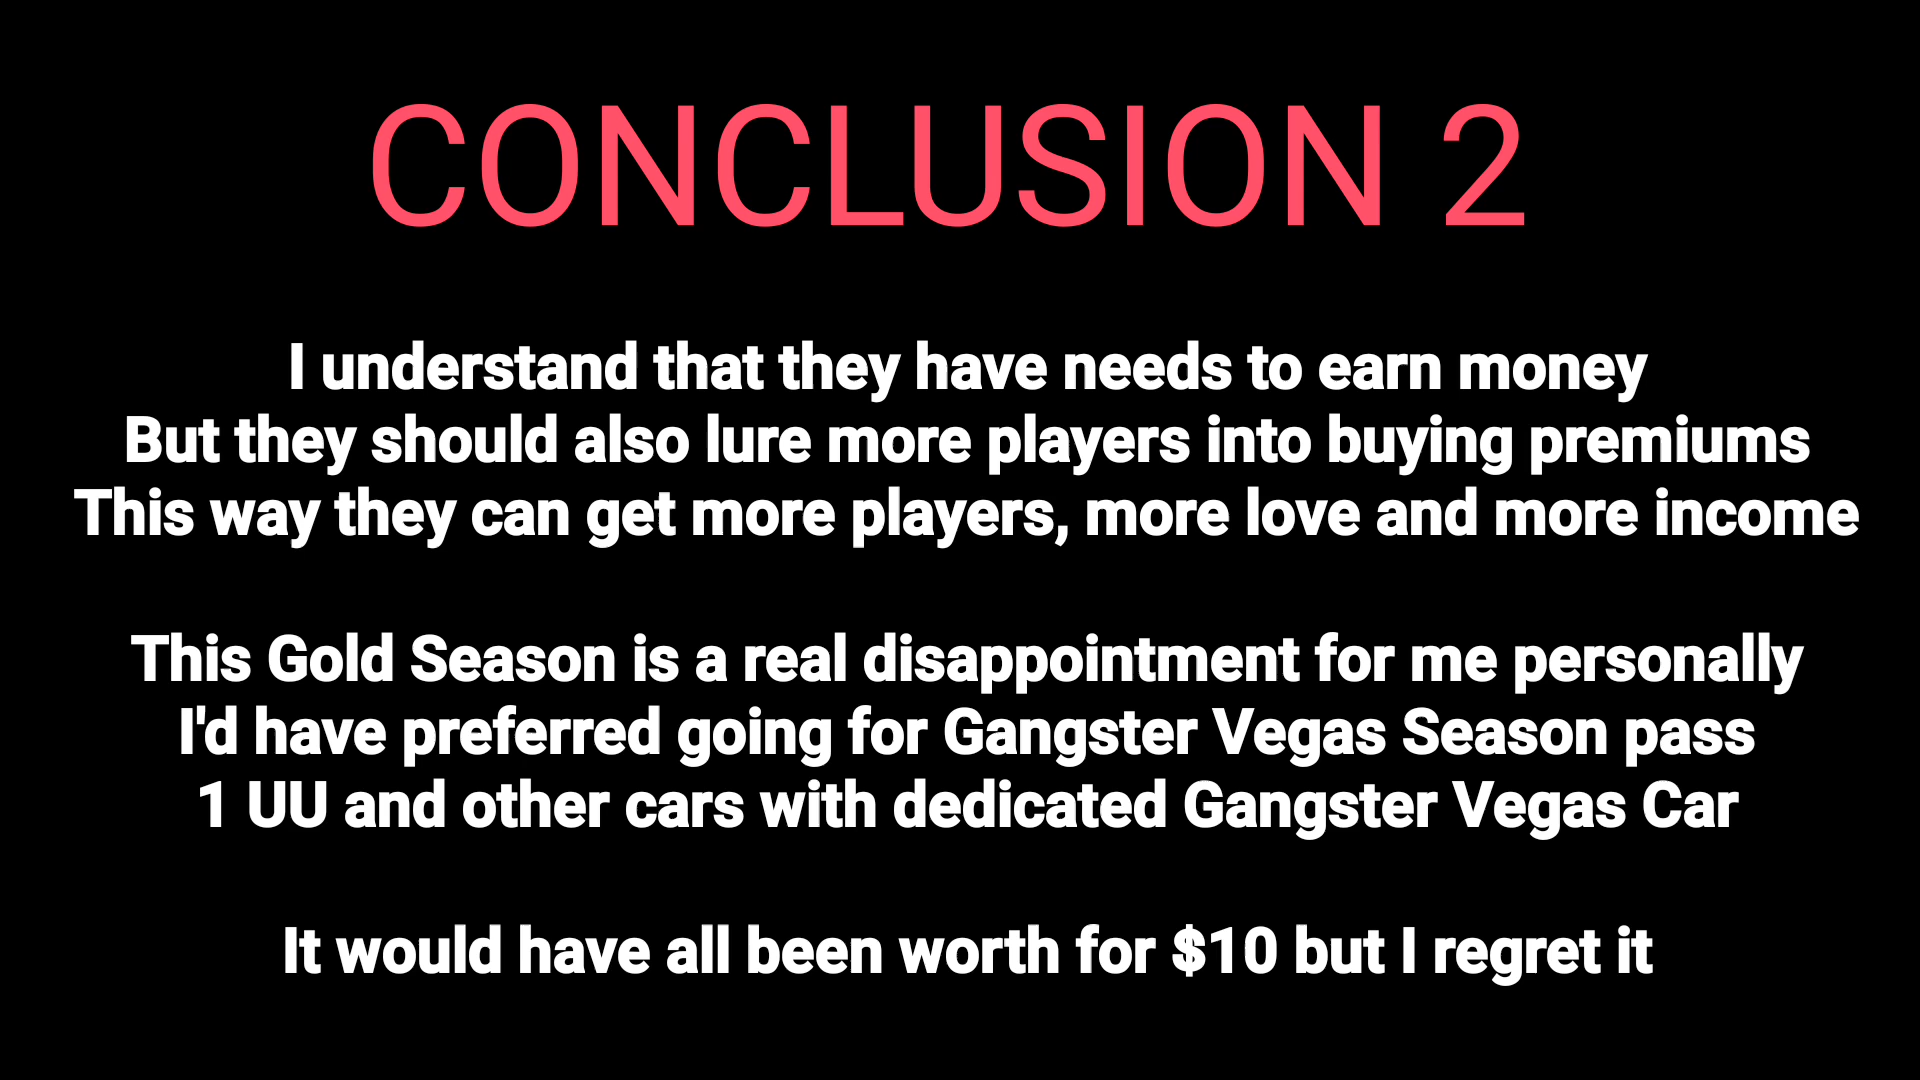 CONCLUSION 2
I understand that they have needs to earn money
But they should also lure more players into buying premiums
This way they can get more players, more love and more income
This Gold Season is a real disappointment for me personally
I'd have preferred going for Gangster Vegas Season pass
1 UU and other cars with dedicated Gangster Vegas Car
It would have all been worth for $10 but I regret it